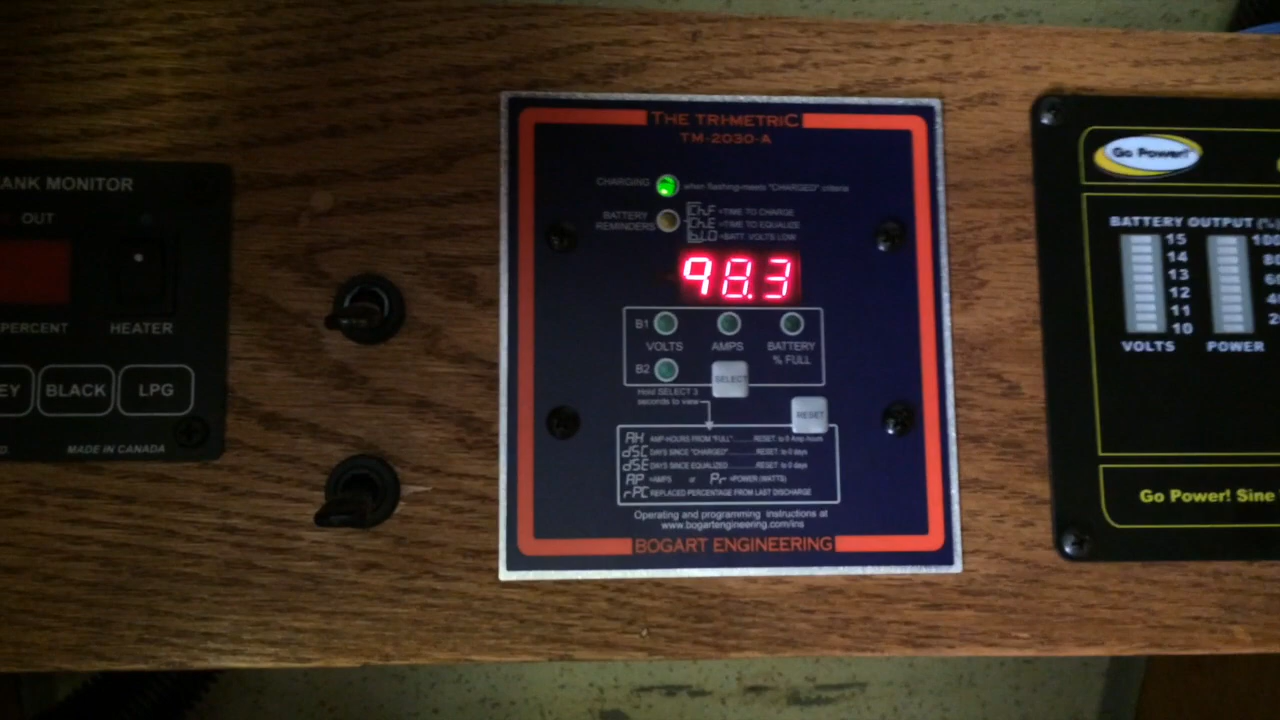 TANK MONITOR
OUT
PERCENT
HEATER
EY
BLACK
LPG
D.
MADE IN CANADA
THE TRI-METRIC
TM-2030-A
CHARGING
when flashing-meets "CHARGED" criteria
BATTERY REMINDERS
Ch.F =TIME TO CHARGE
Ch.E =TIME TO EQUALIZE
b.LO =BATT. VOLTS LOW
98.3
B1
VOLTS
AMPS
BATTERY
% FULL
B2
SELECT
Hold SELECT 3
seconds to view
RESET
AH AMP-HOURS FROM "FULL".........RESET: to 0 Amp hours
dSC DAYS SINCE "CHARGED"...RESET: to 0 days
dSE DAYS SINCE EQUALIZED.......RESET: to 0 days
AP =AMPS or Pr =POWER (WATTS)
rPC REPLACED PERCENTAGE FROM LAST DISCHARGE
Operating and programming instructions at
www.bogartengineering.com/ins
BOGART ENGINEERING
Go Power!
BATTERY OUTPUT (%
15
14
13
12
11
10
VOLTS
POWER
Go Power! Sine